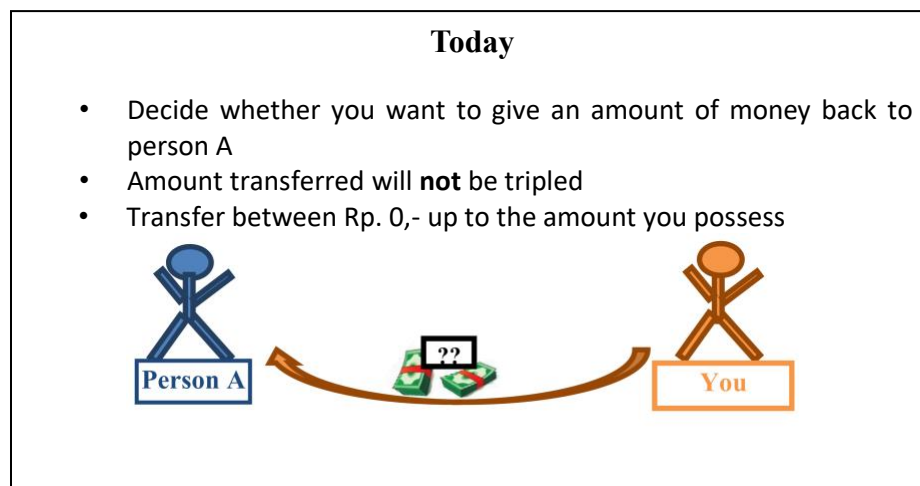 Today
• Decide whether you want to give an amount of money back to
person A
• Amount transferred will not be tripled
• Transfer between Rp. 0,- up to the amount you possess
??
Person A
You